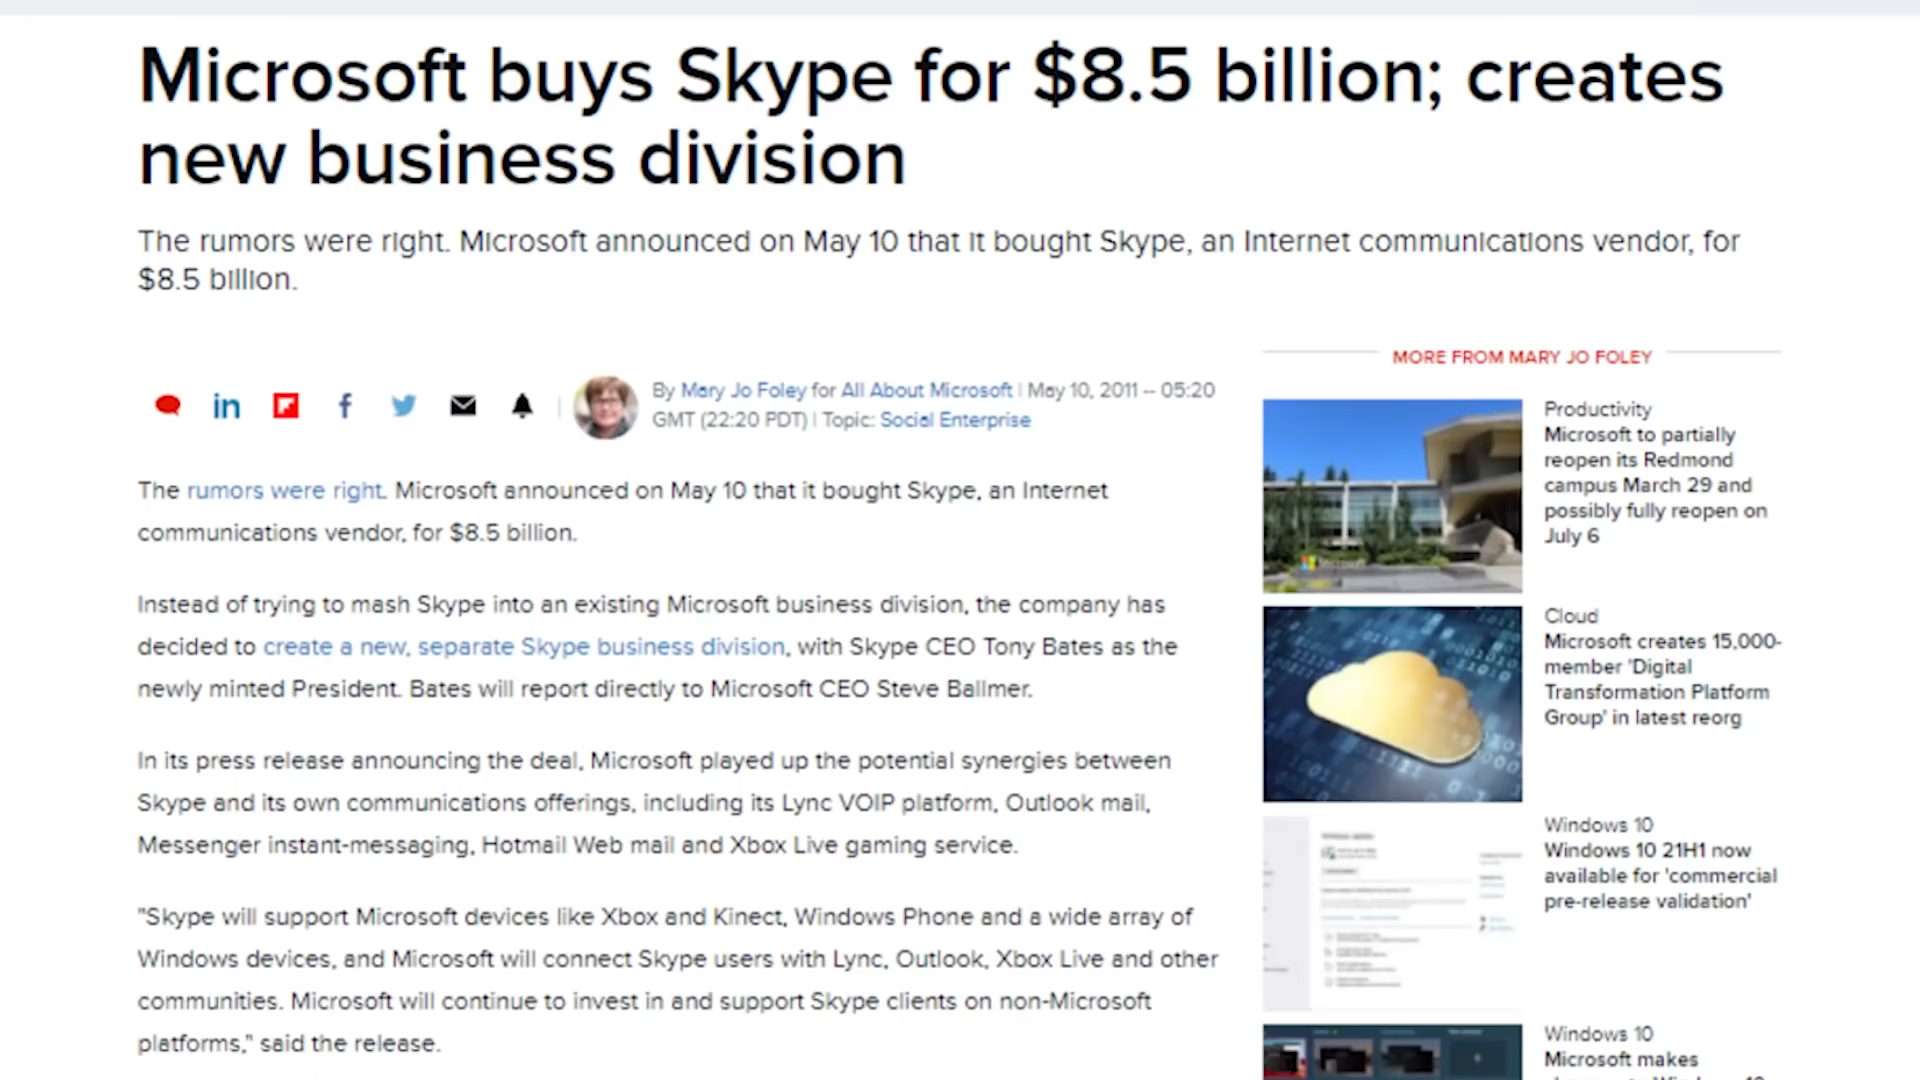 Microsoft buys Skype for $8.5 billion; creates
new business division
The rumors were right. Microsoft announced on May 10 that it bought Skype, an Internet communications vendor, for
$8.5 billion.
By Mary Jo Foley for All About Microsoft | May 10, 2011 -- 05:20
GMT (22:20 PDT) | Topic: Social Enterprise
The rumors were right. Microsoft announced on May 10 that it bought Skype, an Internet
communications vendor, for $8.5 billion.
Instead of trying to mash Skype into an existing Microsoft business division, the company has
decided to create a new, separate Skype business division, with Skype CEO Tony Bates as the
newly minted President. Bates will report directly to Microsoft CEO Steve Ballmer.
In its press release announcing the deal, Microsoft played up the potential synergies between
Skype and its own communications offerings, including its Lync VOIP platform, Outlook mail,
Messenger instant-messaging, Hotmail Web mail and Xbox Live gaming service.
"Skype will support Microsoft devices like Xbox and Kinect, Windows Phone and a wide array of
Windows devices, and Microsoft will connect Skype users with Lync, Outlook, Xbox Live and other
communities. Microsoft will continue to invest in and support Skype clients on non-Microsoft
platforms," said the release.
MORE FROM MARY JO FOLEY
Productivity
Microsoft to partially
reopen its Redmond
campus March 29 and
possibly fully reopen on
July 6
Cloud
Microsoft creates 15,000-
member 'Digital
Transformation Platform
Group' in latest reorg
Windows 10
Windows 10 21H1 now
available for 'commercial
pre-release validation'
Windows 10
Microsoft makes